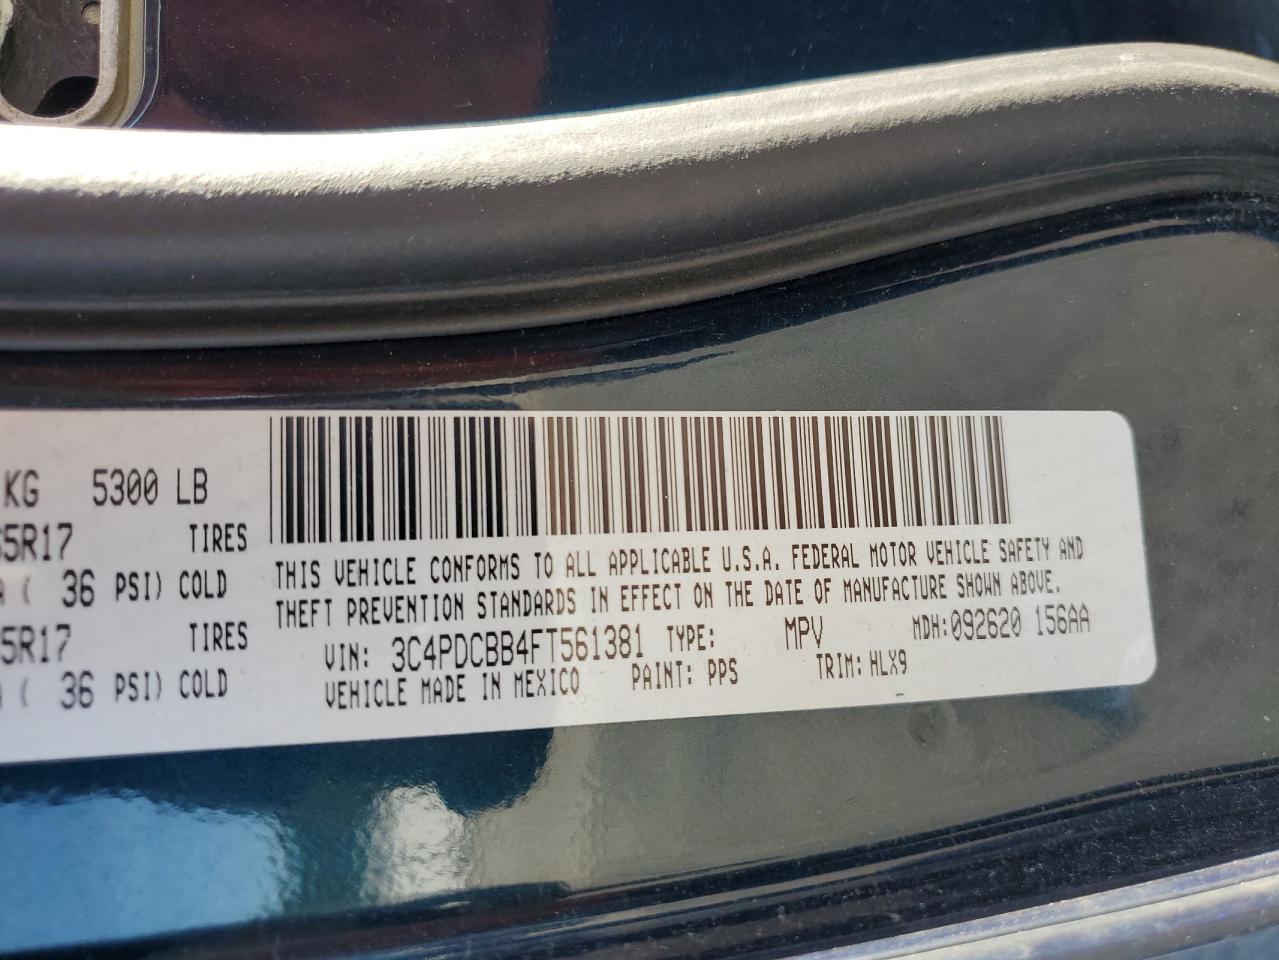 KG 5300 LB
5R17 TIRES
( 36 PSI) COLD
5R17 TIRES
( 36 PSI) COLD
THIS VEHICLE CONFORMS TO ALL APPLICABLE U.S.A. FEDERAL MOTOR VEHICLE SAFETY AND
THEFT PREVENTION STANDARDS IN EFFECT ON THE DATE OF MANUFACTURE SHOWN ABOVE.
VIN: 3C4PDCBB4FT561381 TYPE: MPV MDH:092620 156AA
VEHICLE MADE IN MEXICO PAINT: PPS TRIM: HLX9